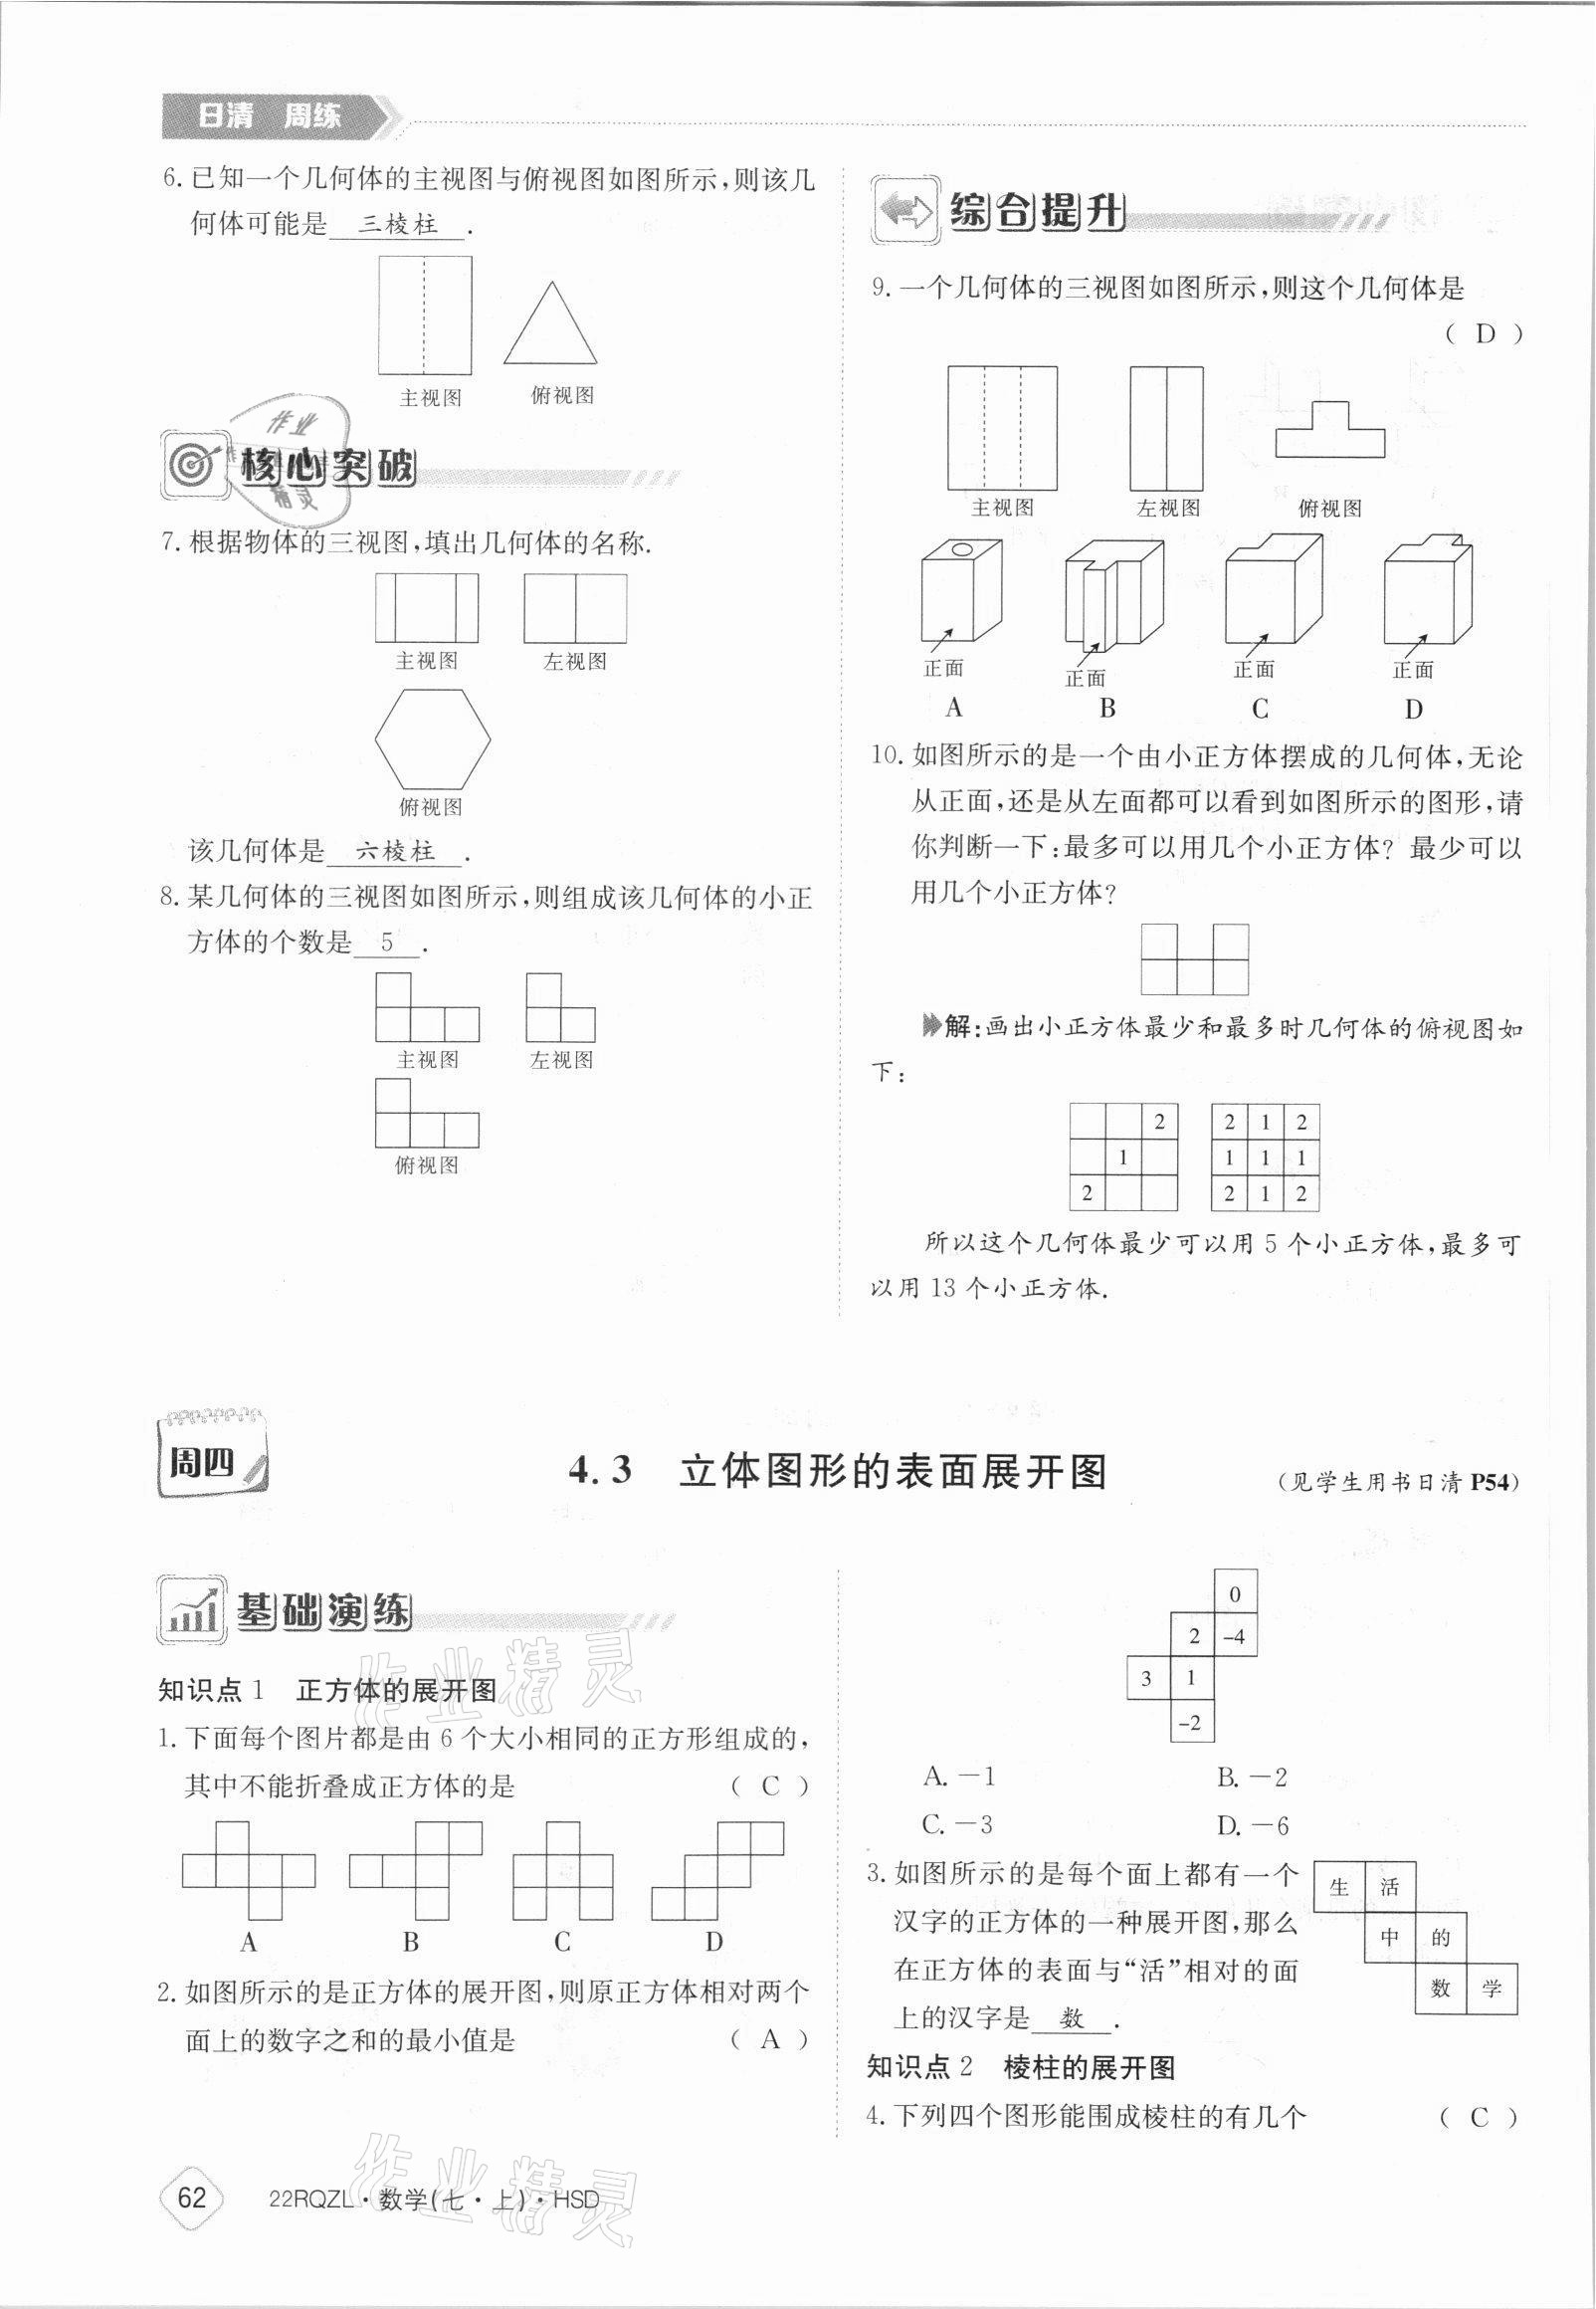 日清 周练
6. 已知一个几何体的主视图与俯视图如图所示,则该几
何体可能是 三棱柱 .
主视图 俯视图
核心突破
7. 根据物体的三视图,填出几何体的名称.
主视图 左视图
俯视图
该几何体是 六棱柱 .
8. 某几何体的三视图如图所示,则组成该几何体的小正
方体的个数是 5 .
主视图 左视图
俯视图
综合提升
9. 一个几何体的三视图如图所示,则这个几何体是
( D )
主视图 左视图 俯视图
正面 正面 正面 正面
A B C D
10. 如图所示的是一个由小正方体摆成的几何体,无论
从正面,还是从左面都可以看到如图所示的图形,请
你判断一下:最多可以用几个小正方体? 最少可以
用几个小正方体?
解:画出小正方体最少和最多时几何体的俯视图如
下:
2 2 1 2
1 1 1 1
2 2 1 2
所以这个几何体最少可以用 5 个小正方体,最多可
以用 13 个小正方体.
周四
4.3 立体图形的表面展开图
(见学生用书日清 P54)
基础演练
知识点 1 正方体的展开图
1. 下面每个图片都是由 6 个大小相同的正方形组成的,
其中不能折叠成正方体的是 ( C )
A B C D
2. 如图所示的是正方体的展开图,则原正方体相对两个
面上的数字之和的最小值是 ( A )
0
2 -4
3 1
-2
A. -1 B. -2
C. -3 D. -6
3. 如图所示的是每个面上都有一个
汉字的正方体的一种展开图,那么
在正方体的表面与“活”相对的面
上的汉字是 数 .
生 活
中 的
数 学
知识点 2 棱柱的展开图
4. 下列四个图形能围成棱柱的有几个 ( C )
62 22RQZL·数学(七·上)·HSD
作业精灵
作业精灵